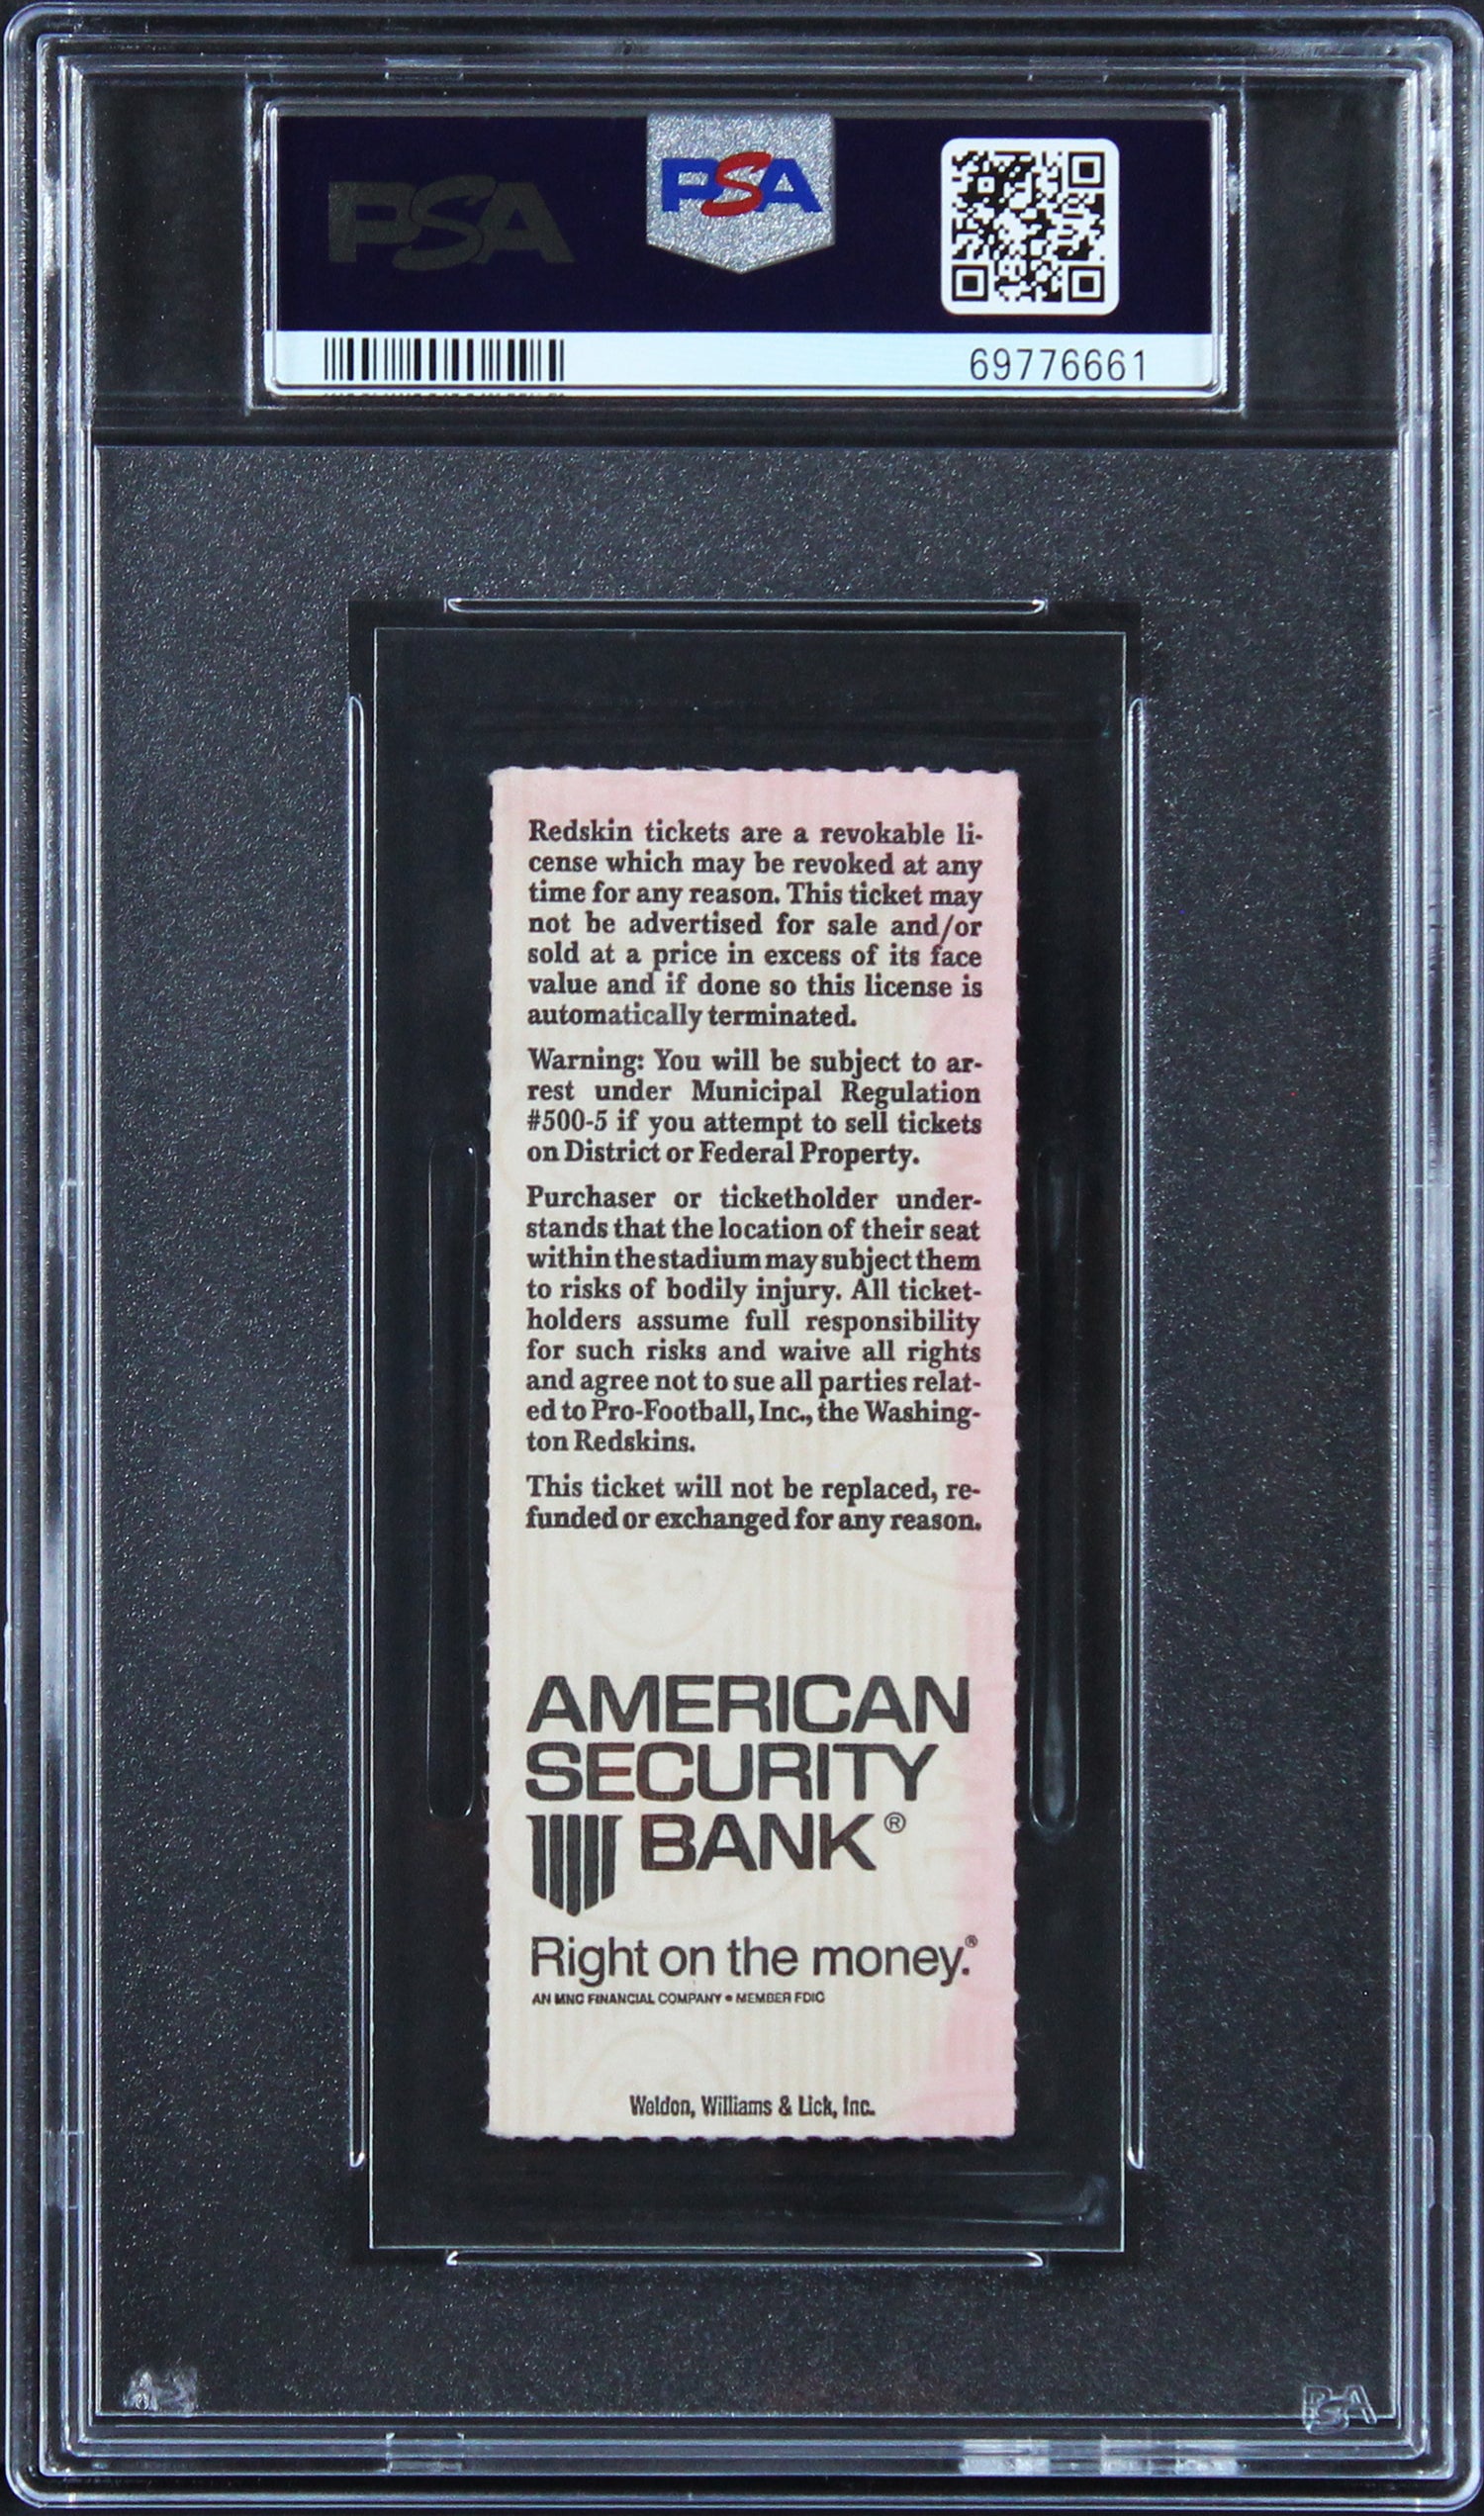 PSA
PSA
69776661
Redskin tickets are a revokable li-
cense which may be revoked at any
time for any reason. This ticket may
not be advertised for sale and/or
sold at a price in excess of its face
value and if done so this license is
automatically terminated.
Warning: You will be subject to ar-
rest under Municipal Regulation
#500-5 if you attempt to sell tickets
on District or Federal Property.
Purchaser or ticketholder under-
stands that the location of their seat
within the stadium may subject them
to risks of bodily injury. All ticket-
holders assume full responsibility
for such risks and waive all rights
and agree not to sue all parties relat-
ed to Pro-Football, Inc., the Washing-
ton Redskins.
This ticket will not be replaced, re-
funded or exchanged for any reason.
AMERICAN
SECURITY
BANK®
Right on the money.®
AN MNC FINANCIAL COMPANY • MEMBER FDIC
Weldon, Williams & Lick, Inc.
PSA